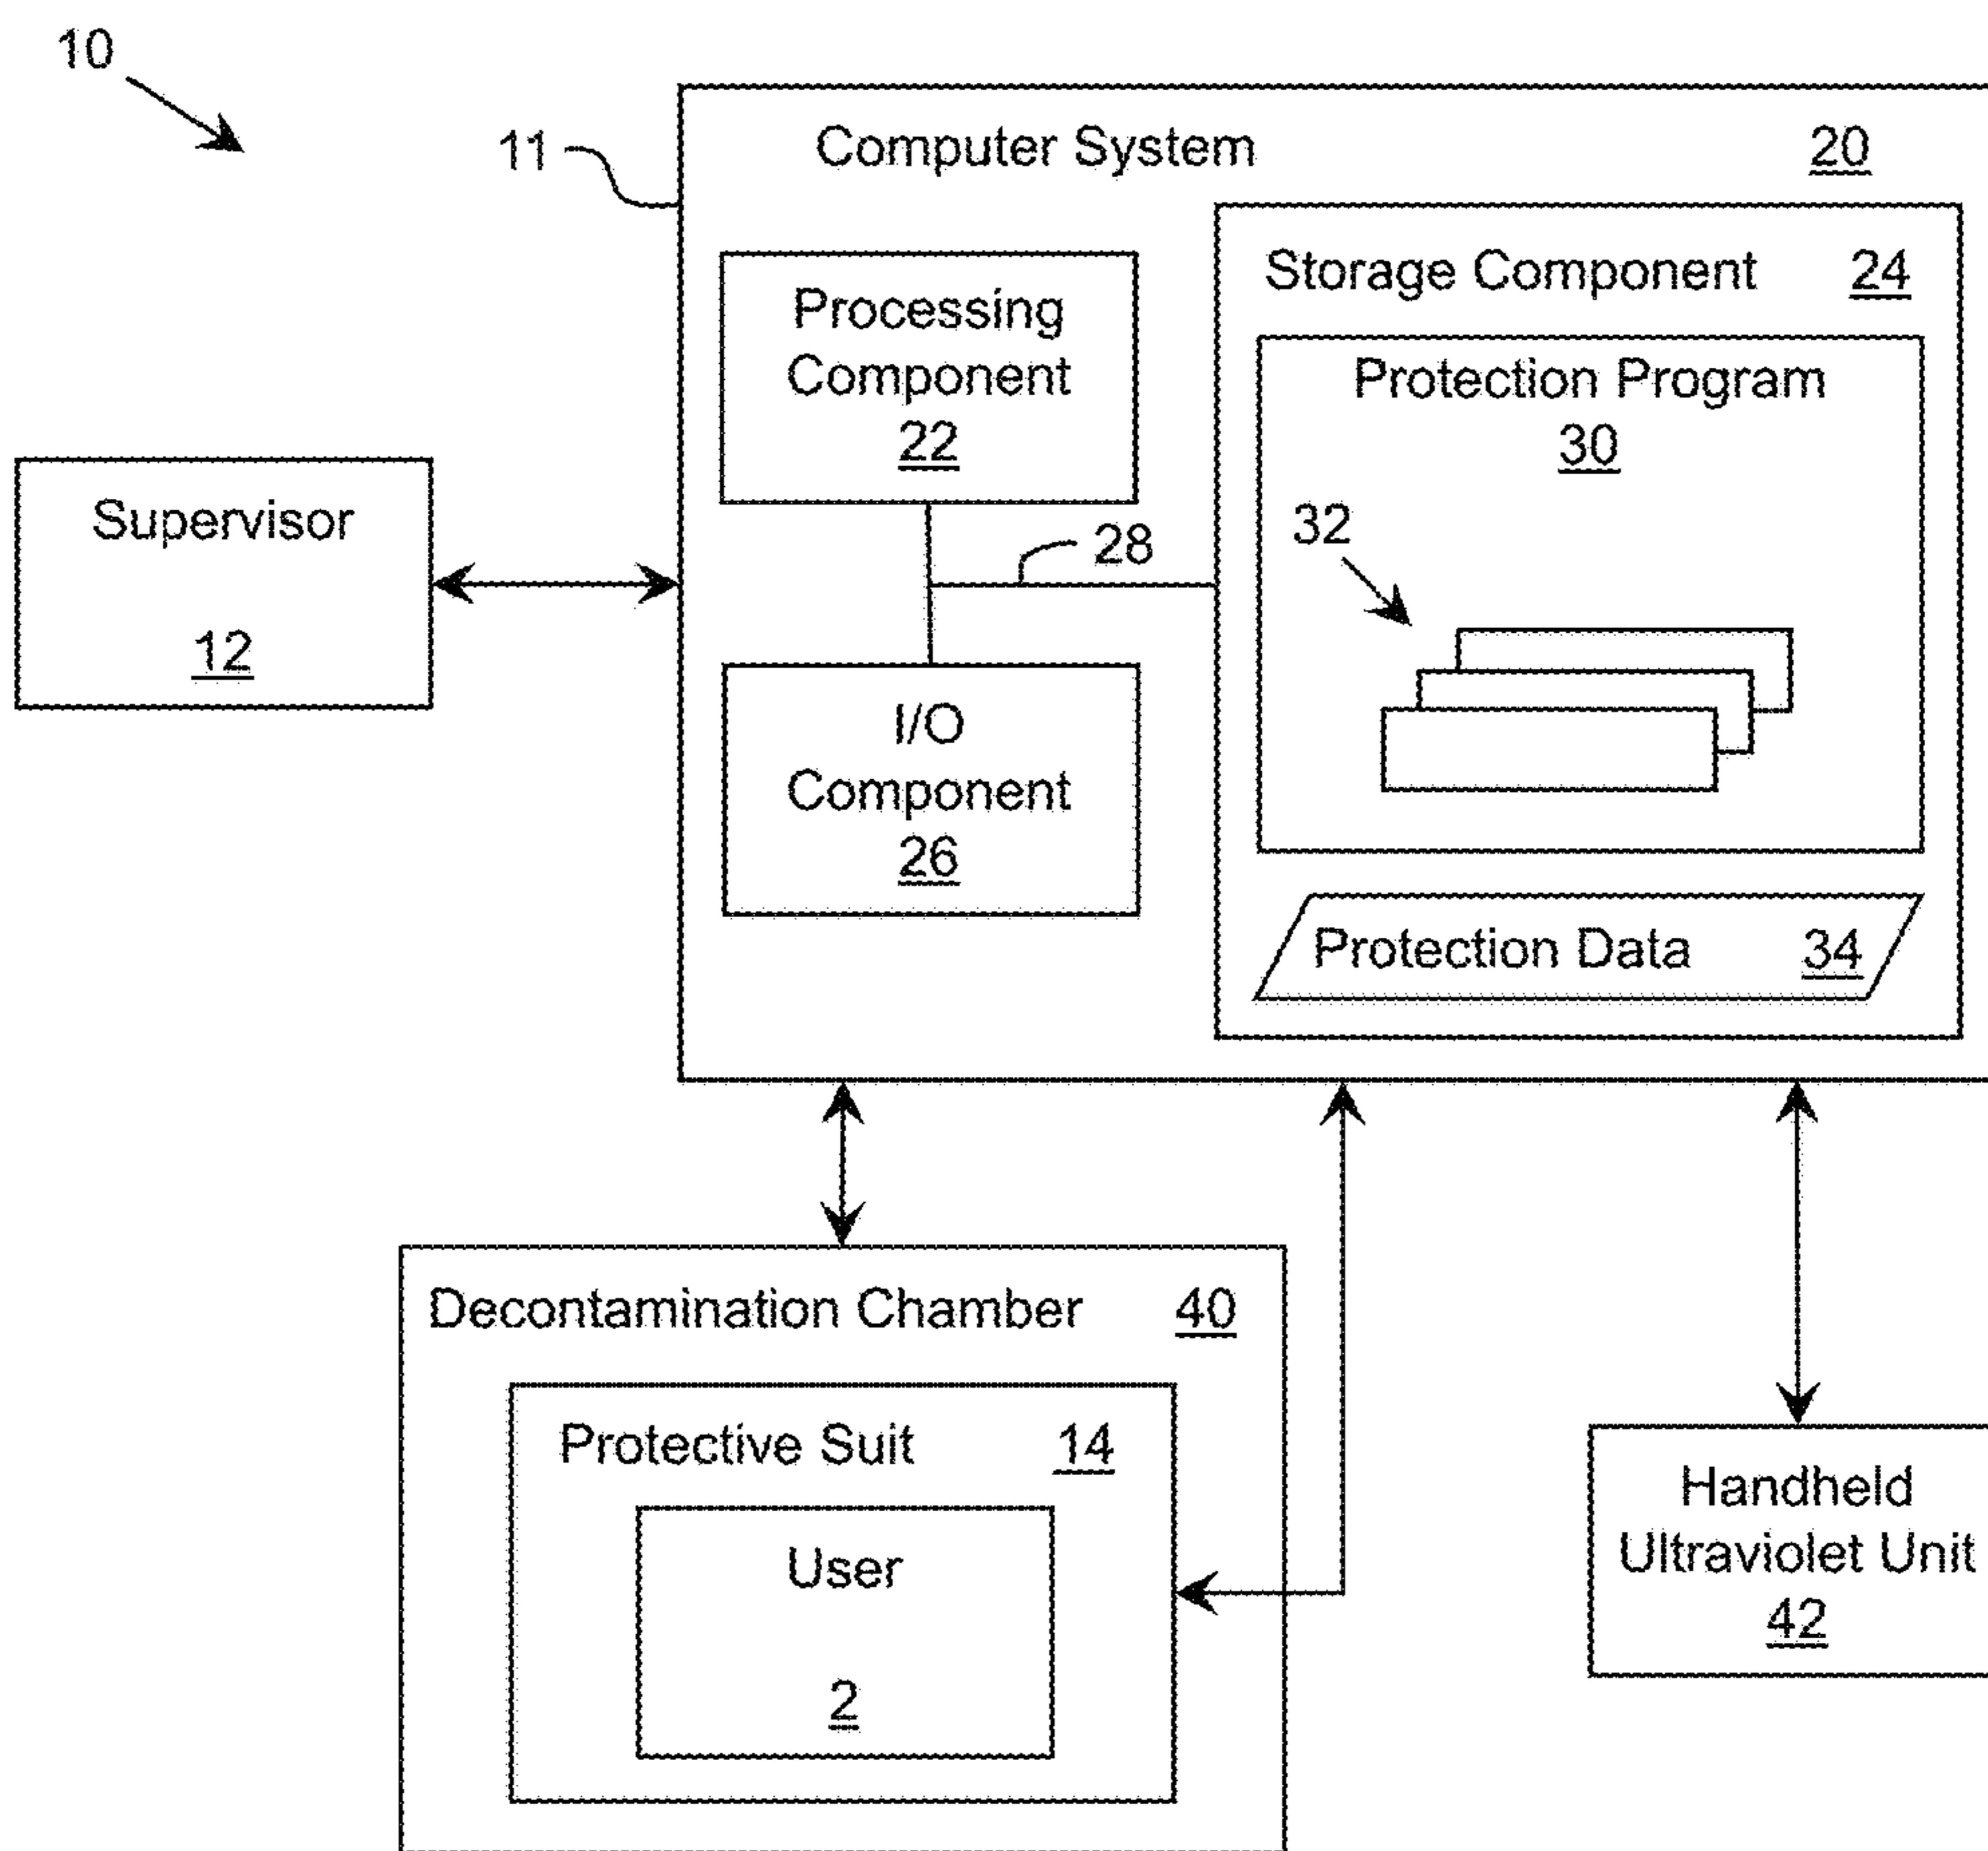 10
11
Computer System 20
Storage Component 24
Processing
Component
22
Protection Program
30
Supervisor
12
28
32
I/O
Component
26
Protection Data 34
Decontamination Chamber 40
Protective Suit 14
User
2
Handheld
Ultraviolet Unit
42